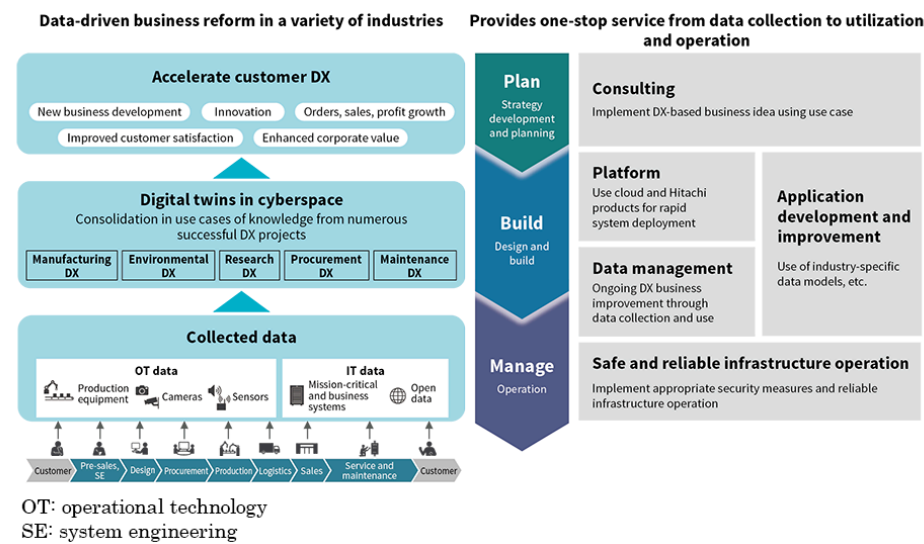 Data-driven business reform in a variety of industries
Accelerate customer DX
New business development
Innovation
Orders, sales, profit growth
Improved customer satisfaction
Enhanced corporate value
Digital twins in cyberspace
Consolidation in use cases of knowledge from numerous
successful DX projects
Manufacturing
DX
Environmental
DX
Research
DX
Procurement
DX
Maintenance
DX
Collected data
OT data
Production
equipment
Cameras
Sensors
IT data
Mission-critical
and business
systems
Open
data
Customer
Pre-sales,
SE
Design
Procurement
Production
Logistics
Sales
Service and
maintenance
Customer
OT: operational technology
SE: system engineering
Provides one-stop service from data collection to utilization
and operation
Plan
Strategy
development
and planning
Consulting
Implement DX-based business idea using use case
Build
Design and
build
Platform
Use cloud and Hitachi
products for rapid
system deployment
Data management
Ongoing DX business
improvement through
data collection and use
Application
development and
improvement
Use of industry-specific
data models, etc.
Manage
Operation
Safe and reliable infrastructure operation
Implement appropriate security measures and reliable
infrastructure operation